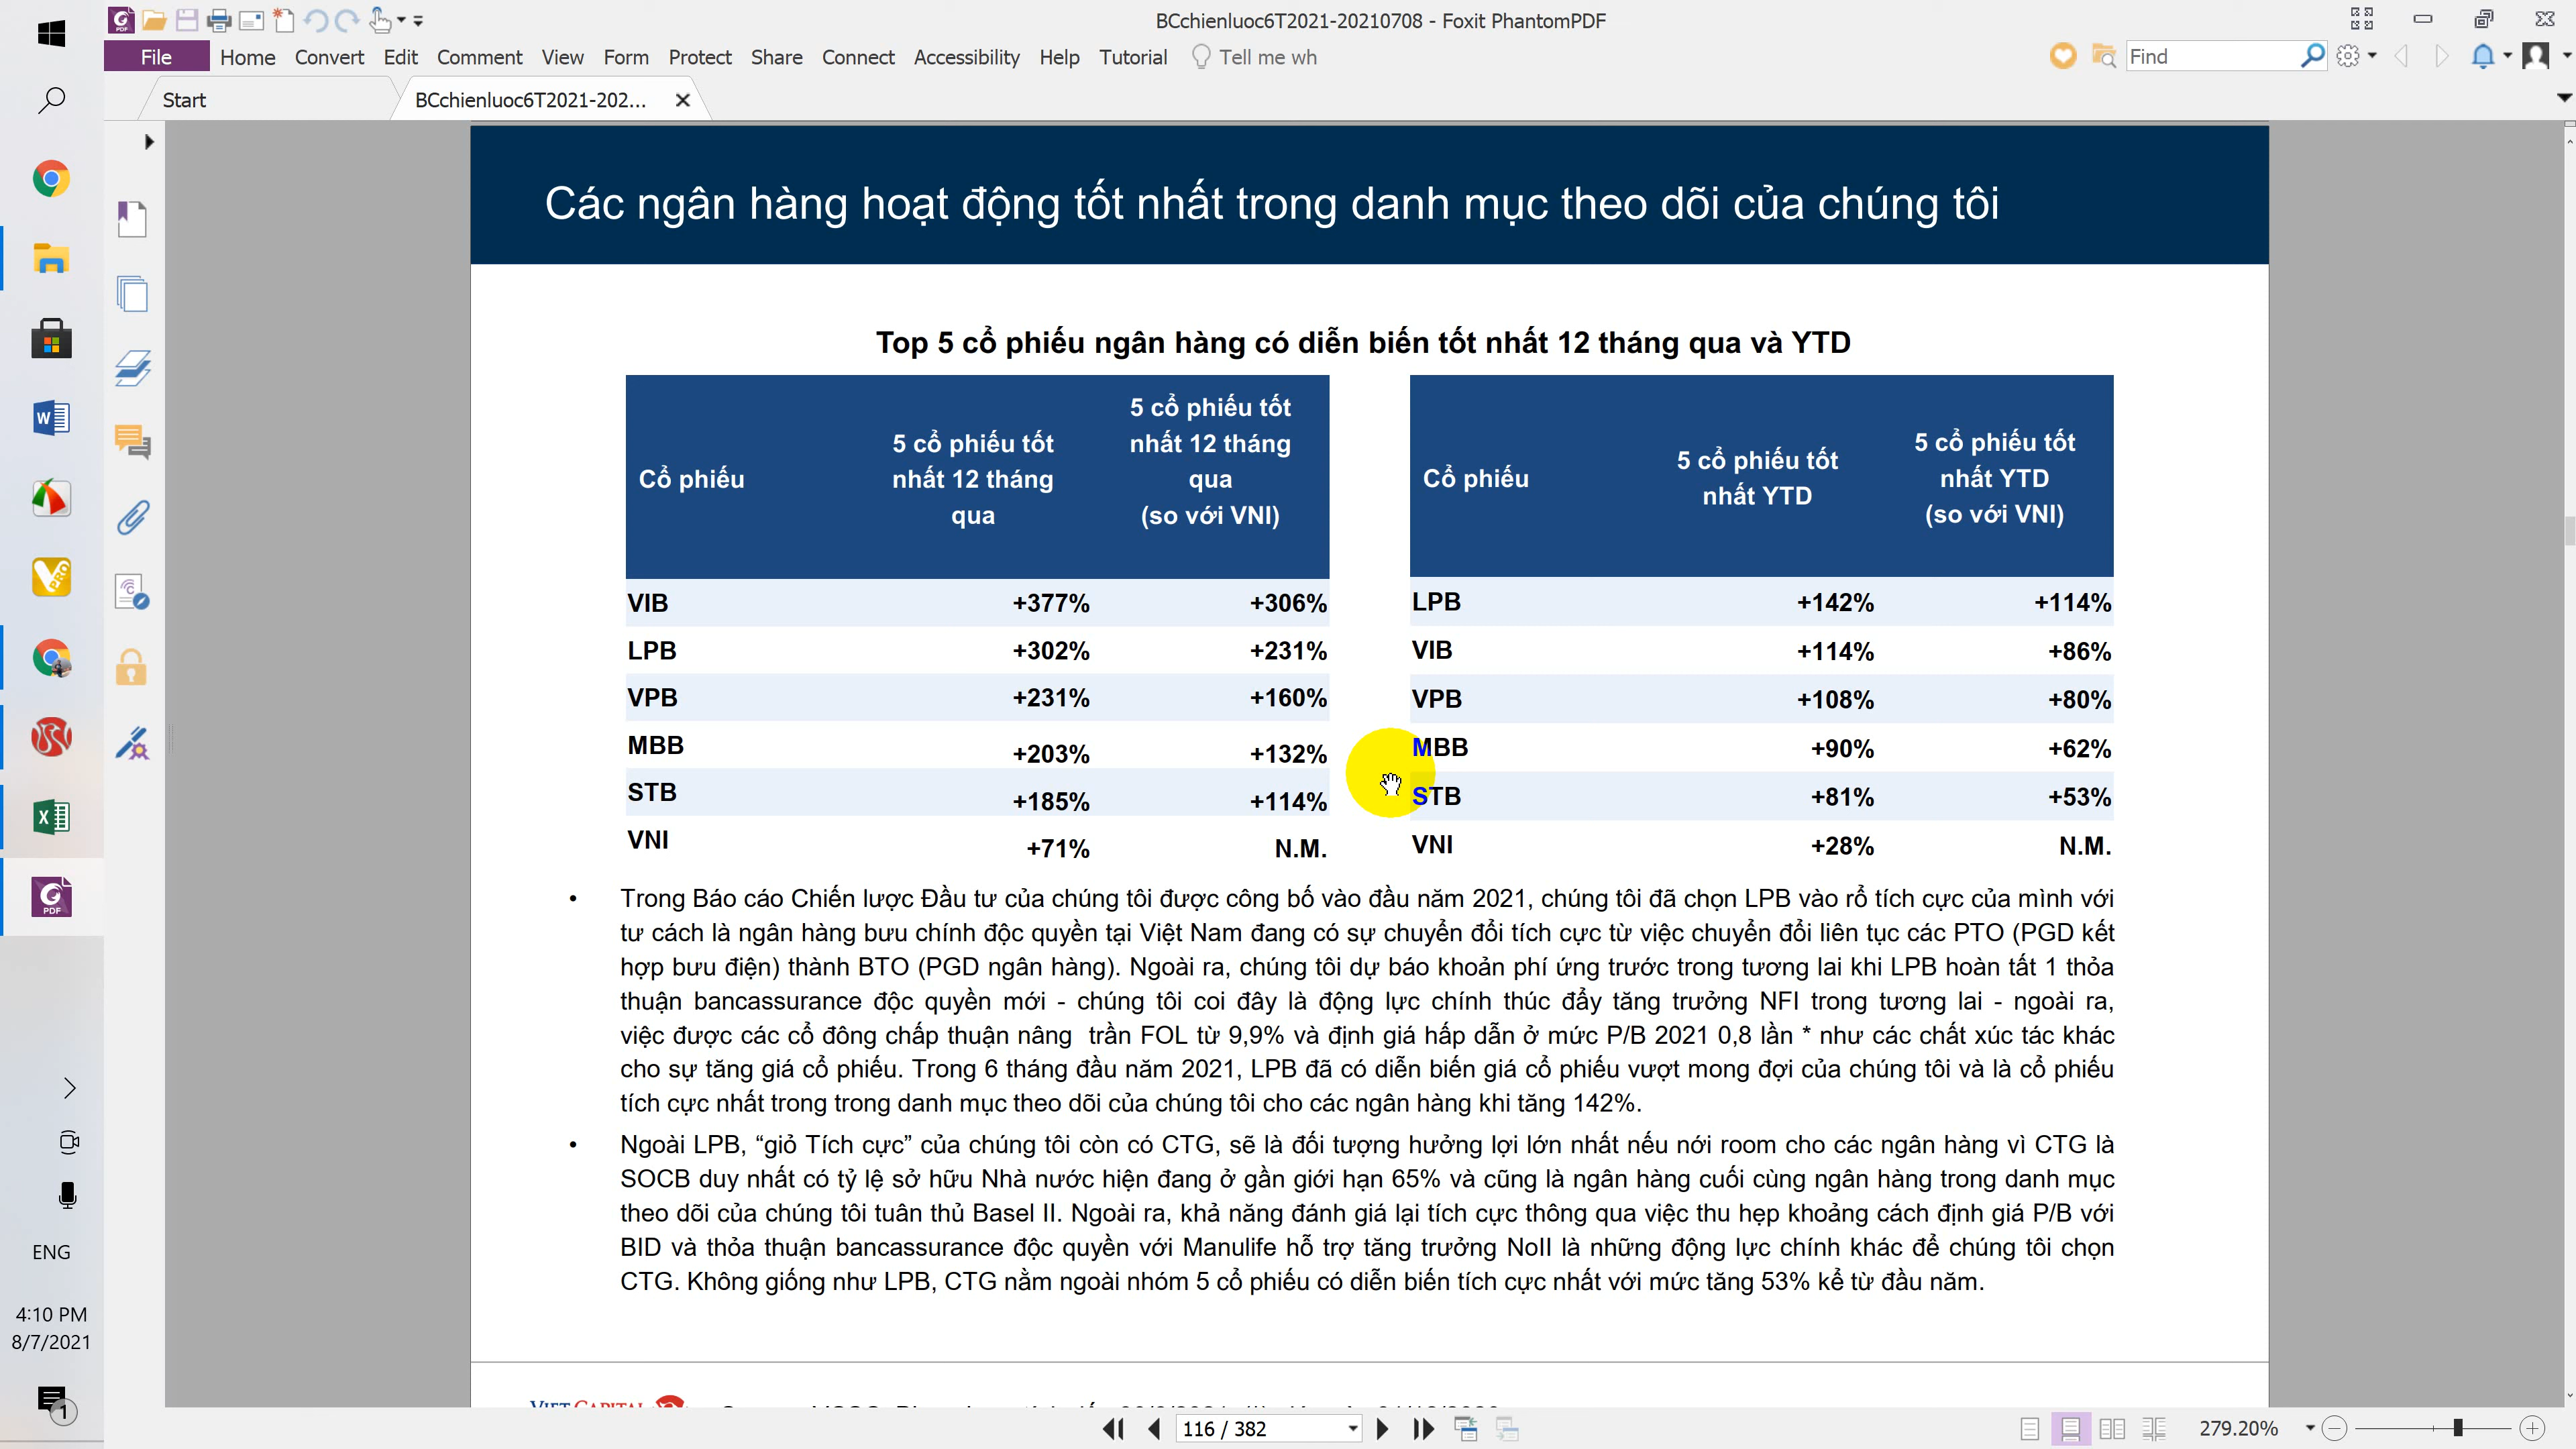 BCchienluoc6T2021-20210708 - Foxit PhantomPDF
File Home Convert Edit Comment View Form Protect Share Connect Accessibility Help Tutorial Tell me wh Find
Start BCchienluoc6T2021-202...
Các ngân hàng hoạt động tốt nhất trong danh mục theo dõi của chúng tôi
Top 5 cổ phiếu ngân hàng có diễn biến tốt nhất 12 tháng qua và YTD
Cổ phiếu
5 cổ phiếu tốt
nhất 12 tháng
qua
5 cổ phiếu tốt
nhất 12 tháng
qua
(so với VNI)
VIB +377% +306%
LPB +302% +231%
VPB +231% +160%
MBB +203% +132%
STB +185% +114%
VNI +71% N.M.
Cổ phiếu
5 cổ phiếu tốt
nhất YTD
5 cổ phiếu tốt
nhất YTD
(so với VNI)
LPB +142% +114%
VIB +114% +86%
VPB +108% +80%
MBB +90% +62%
STB +81% +53%
VNI +28% N.M.
• Trong Báo cáo Chiến lược Đầu tư của chúng tôi được công bố vào đầu năm 2021, chúng tôi đã chọn LPB vào rổ tích cực của mình với
tư cách là ngân hàng bưu chính độc quyền tại Việt Nam đang có sự chuyển đổi tích cực từ việc chuyển đổi liên tục các PTO (PGD kết
hợp bưu điện) thành BTO (PGD ngân hàng). Ngoài ra, chúng tôi dự báo khoản phí ứng trước trong tương lai khi LPB hoàn tất 1 thỏa
thuận bancassurance độc quyền mới - chúng tôi coi đây là động lực chính thúc đẩy tăng trưởng NFI trong tương lai - ngoài ra,
việc được các cổ đông chấp thuận nâng trần FOL từ 9,9% và định giá hấp dẫn ở mức P/B 2021 0,8 lần * như các chất xúc tác khác
cho sự tăng giá cổ phiếu. Trong 6 tháng đầu năm 2021, LPB đã có diễn biến giá cổ phiếu vượt mong đợi của chúng tôi và là cổ phiếu
tích cực nhất trong trong danh mục theo dõi của chúng tôi cho các ngân hàng khi tăng 142%.
• Ngoài LPB, “giỏ Tích cực” của chúng tôi còn có CTG, sẽ là đối tượng hưởng lợi lớn nhất nếu nới room cho các ngân hàng vì CTG là
SOCB duy nhất có tỷ lệ sở hữu Nhà nước hiện đang ở gần giới hạn 65% và cũng là ngân hàng cuối cùng ngân hàng trong danh mục
theo dõi của chúng tôi tuân thủ Basel II. Ngoài ra, khả năng đánh giá lại tích cực thông qua việc thu hẹp khoảng cách định giá P/B với
BID và thỏa thuận bancassurance độc quyền với Manulife hỗ trợ tăng trưởng NoII là những động lực chính khác để chúng tôi chọn
CTG. Không giống như LPB, CTG nằm ngoài nhóm 5 cổ phiếu có diễn biến tích cực nhất với mức tăng 53% kể từ đầu năm.
VIET CAPITAL
ENG
4:10 PM
8/7/2021
1
116 / 382
279.20%